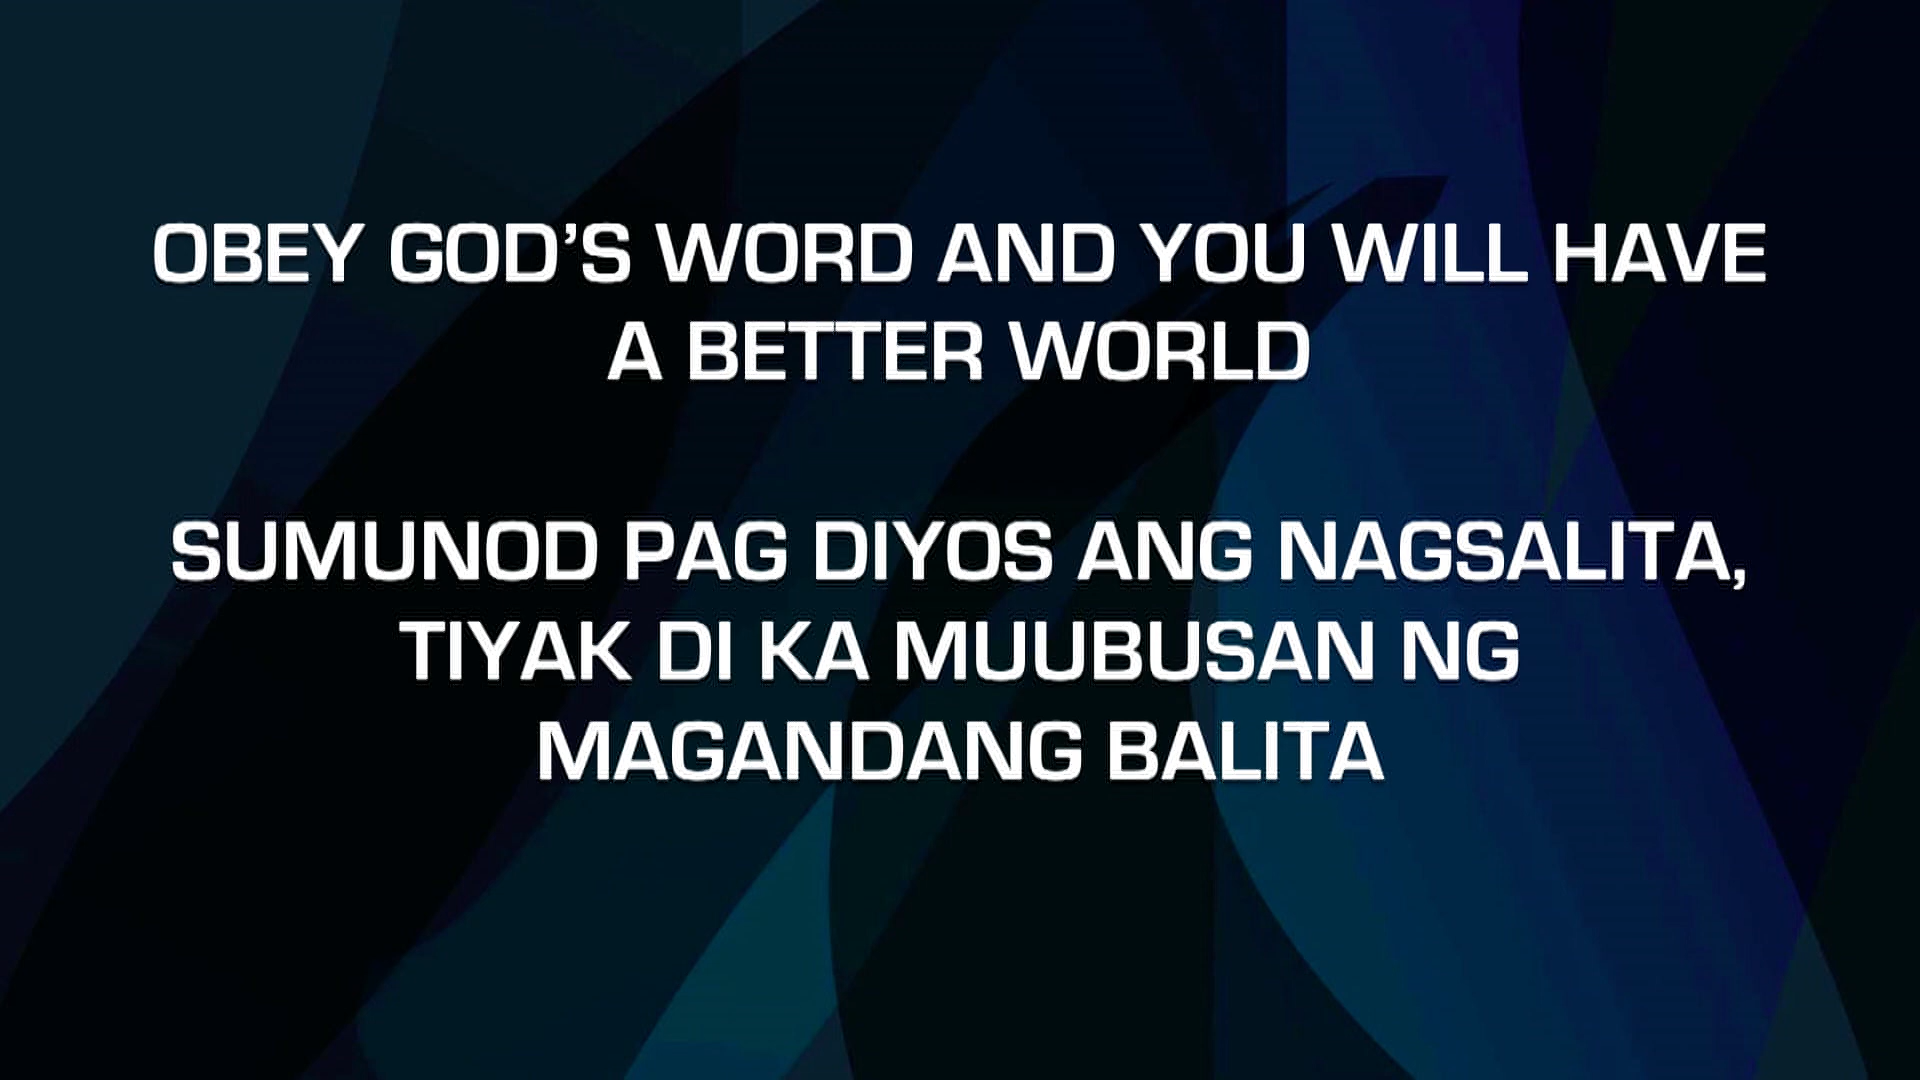 OBEY GOD’S WORD AND YOU WILL HAVE
A BETTER WORLD
SUMUNOD PAG DIYOS ANG NAGSALITA,
TIYAK DI KA MUUBUSAN NG
MAGANDANG BALITA